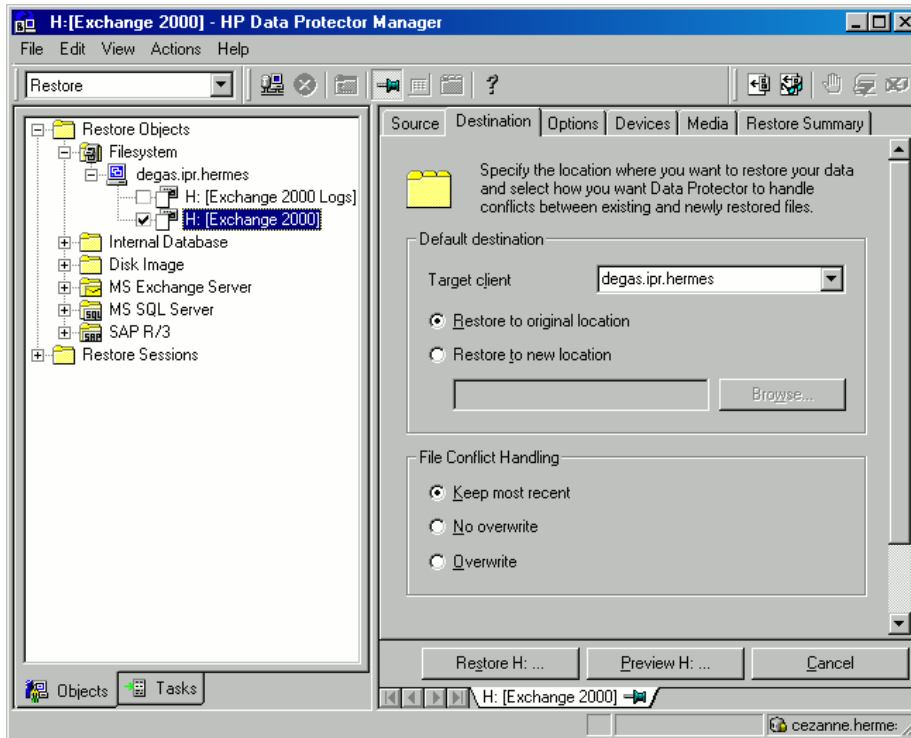 H:[Exchange 2000] - HP Data Protector Manager
File Edit View Actions Help
Restore
Restore Objects
Filesystem
degas.ipr.hermes
H: [Exchange 2000 Logs]
H: [Exchange 2000]
Internal Database
Disk Image
MS Exchange Server
SQL MS SQL Server
SAP SAP R/3
Restore Sessions
Objects Tasks
Source Destination Options Devices Media Restore Summary
Specify the location where you want to restore your data
and select how you want Data Protector to handle
conflicts between existing and newly restored files.
Default destination
Target client degas.ipr.hermes
Restore to original location
Restore to new location
Browse...
File Conflict Handling
Keep most recent
No overwrite
Overwrite
Restore H: ... Preview H: ... Cancel
H: [Exchange 2000]
cezanne.herme: